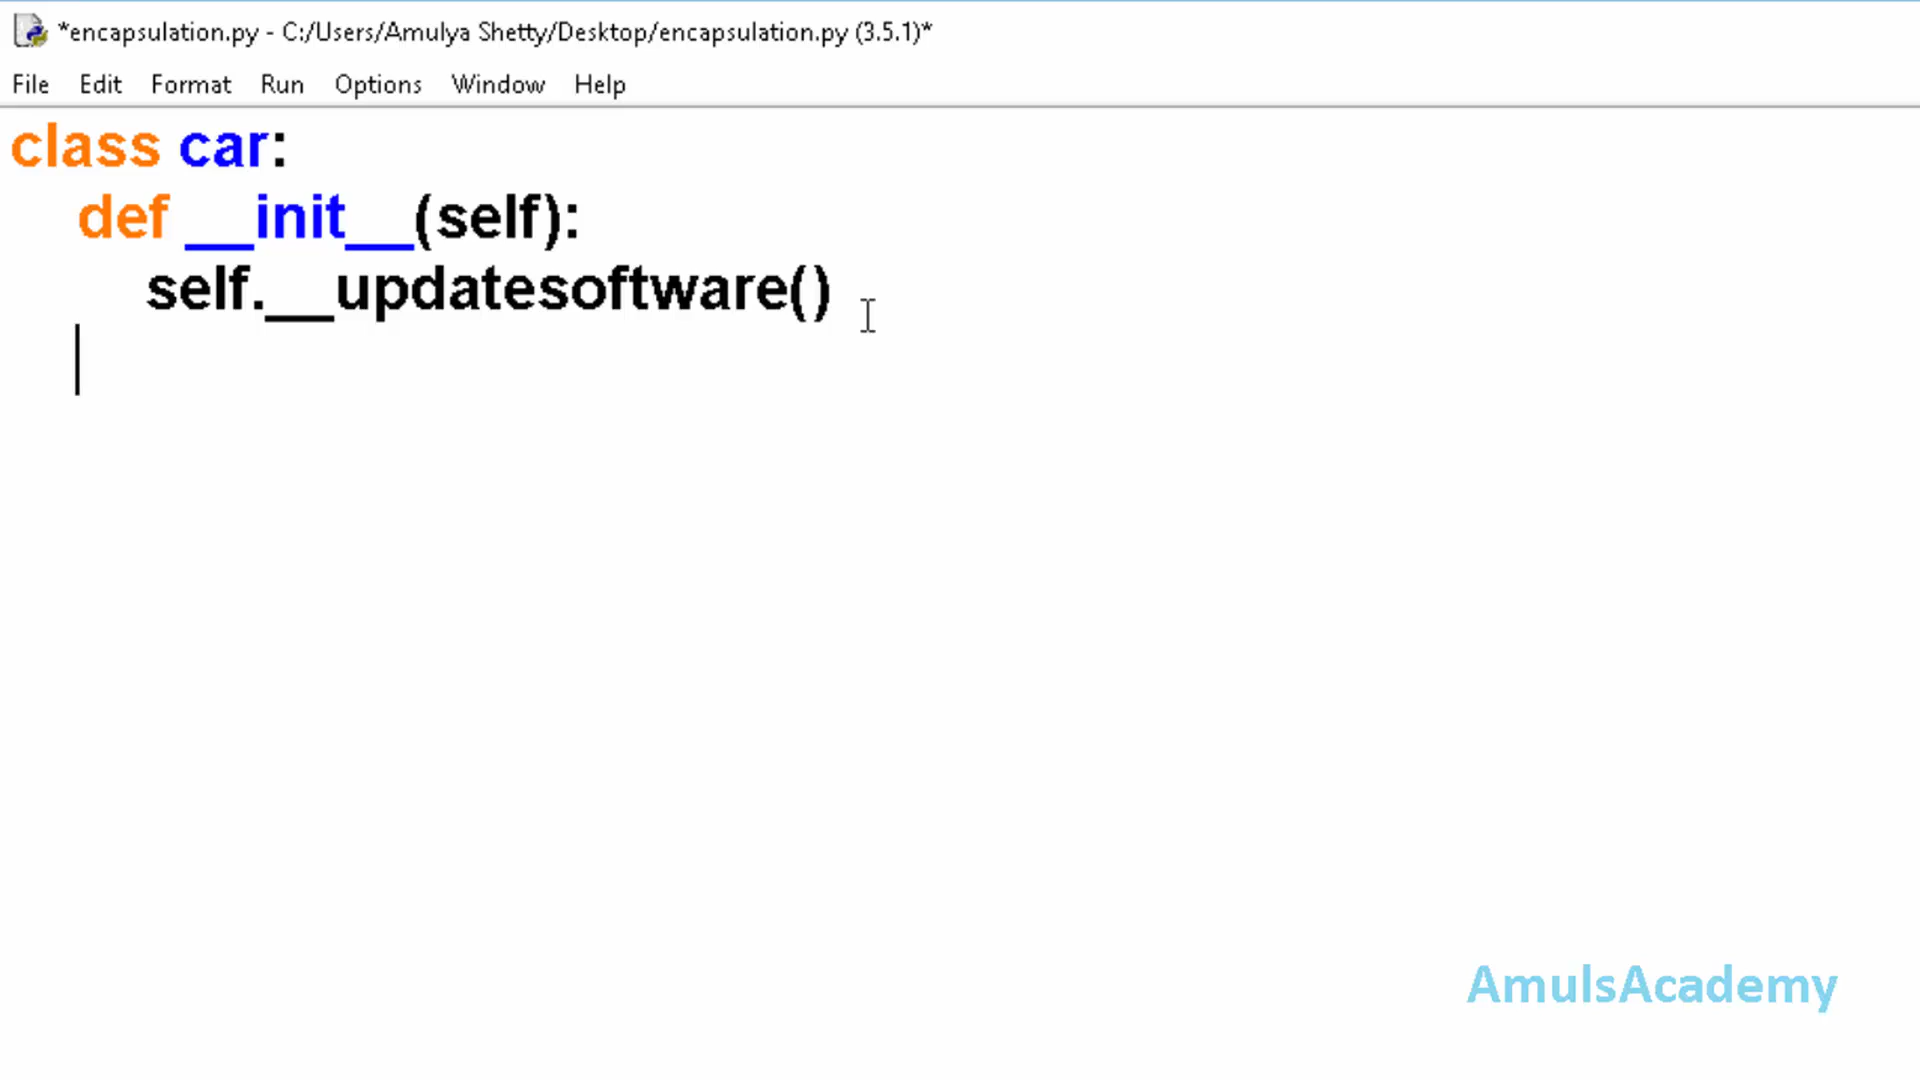 *encapsulation.py - C:/Users/Amulya Shetty/Desktop/encapsulation.py (3.5.1)*
File Edit Format Run Options Window Help
class car:
def __init__(self):
self.__updatesoftware()
AmulsAcademy